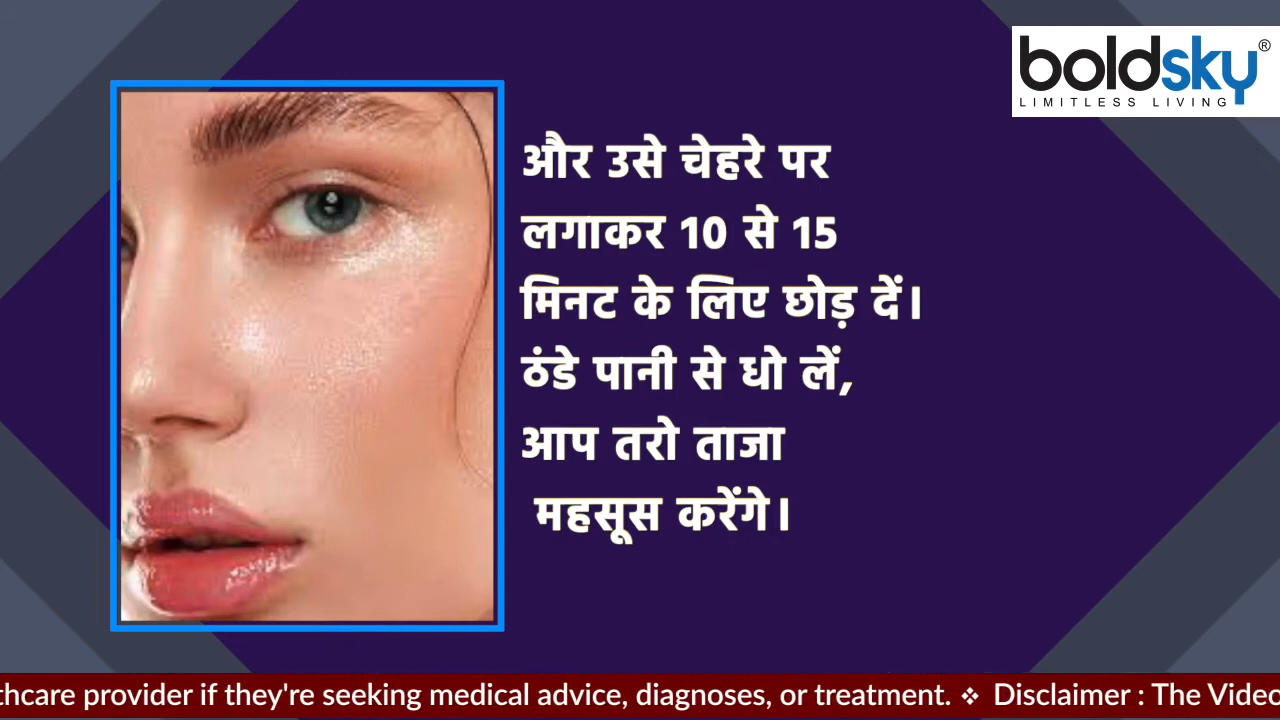 boldsky®
LIMITLESS LIVING
और उसे चेहरे पर
लगाकर 10 से 15
मिनट के लिए छोड़ दें।
ठंडे पानी से धो लें,
आप तरो ताजा
महसूस करेंगे।
thcare provider if they're seeking medical advice, diagnoses, or treatment. ❖ Disclaimer : The Video